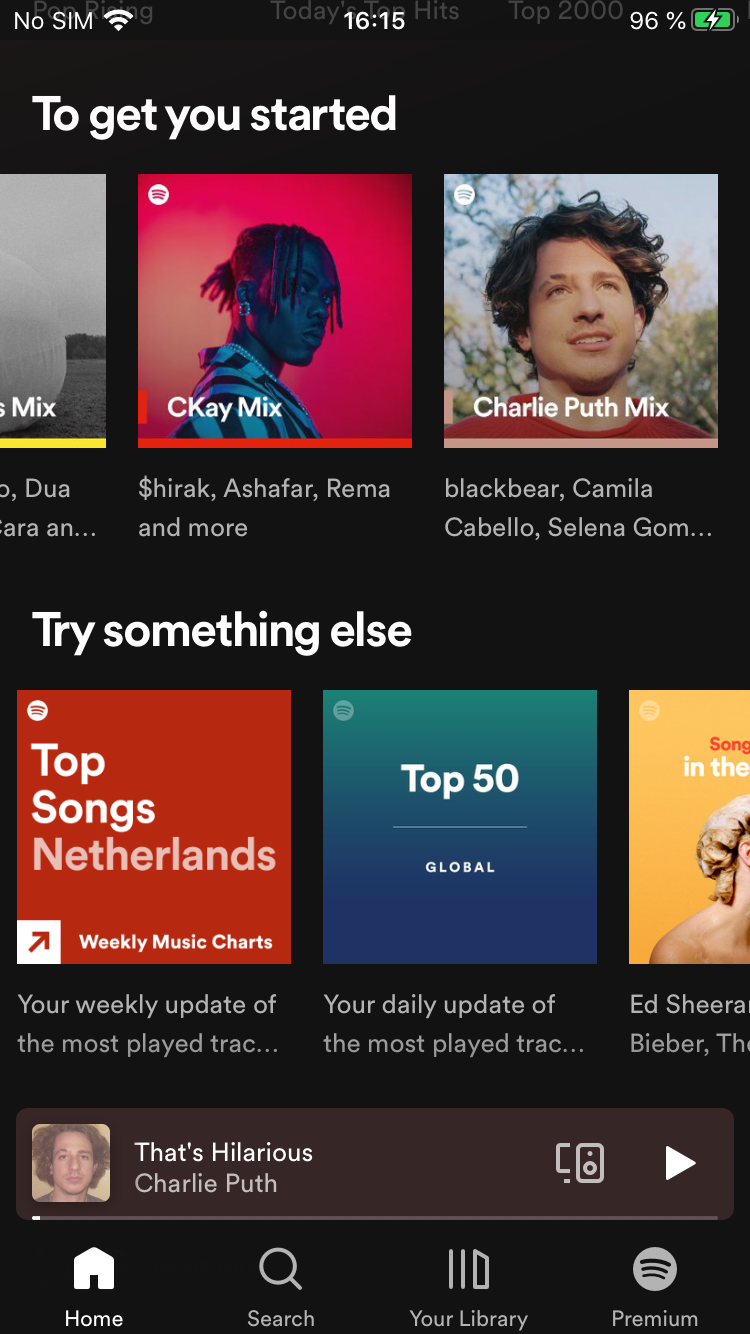 Pop Rising Today's Top Hits Top 2000
No SIM 16:15 96 %
To get you started
s Mix
CKay Mix
Charlie Puth Mix
o, Dua
Cara an...
$hirak, Ashafar, Rema
and more
blackbear, Camila
Cabello, Selena Gom...
Try something else
Top
Songs
Netherlands
Weekly Music Charts
Top 50
GLOBAL
Song
in the
Your weekly update of
the most played trac...
Your daily update of
the most played trac...
Ed Sheera
Bieber, The
That's Hilarious
Charlie Puth
Home
Search
Your Library
Premium